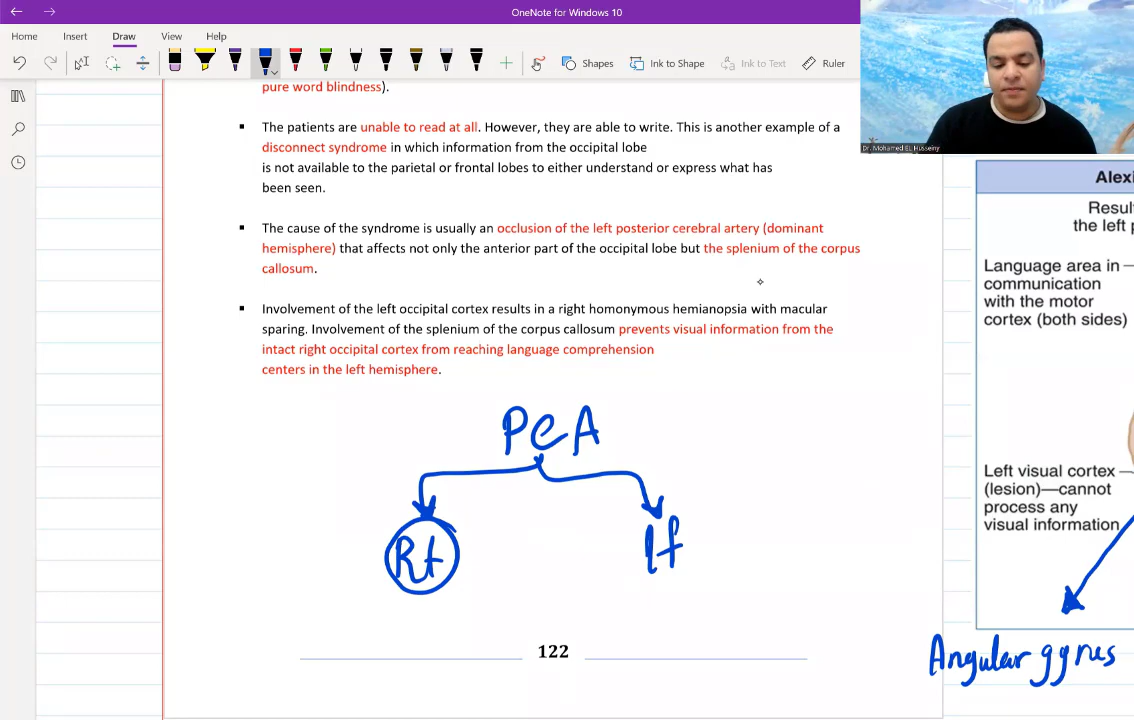 OneNote for Windows 10
Home Insert Draw View Help
Shapes Ink to Shape Ink to Text Ruler
Dr. Mohamed EL Husseiny
pure word blindness).
▪ The patients are unable to read at all. However, they are able to write. This is another example of a
disconnect syndrome in which information from the occipital lobe
is not available to the parietal or frontal lobes to either understand or express what has
been seen.
▪ The cause of the syndrome is usually an occlusion of the left posterior cerebral artery (dominant
hemisphere) that affects not only the anterior part of the occipital lobe but the splenium of the corpus
callosum.
▪ Involvement of the left occipital cortex results in a right homonymous hemianopsia with macular
sparing. Involvement of the splenium of the corpus callosum prevents visual information from the
intact right occipital cortex from reaching language comprehension
centers in the left hemisphere.
PCA
Rt
lf
122
Alexi
Resul
the left p
Language area in
communication
with the motor
cortex (both sides)
Left visual cortex
(lesion)—cannot
process any
visual information
Angular gyrus